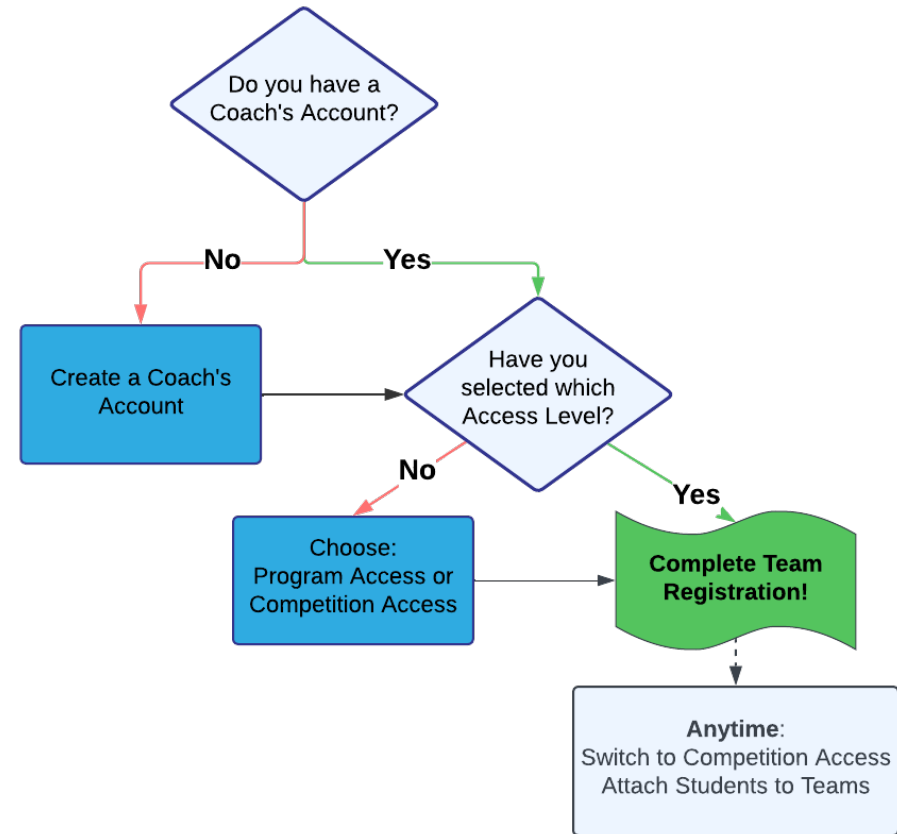 Do you have a
Coach's Account?
No
Yes
Create a Coach's
Account
Have you
selected which
Access Level?
No
Yes
Choose:
Program Access or
Competition Access
Complete Team
Registration!
Anytime:
Switch to Competition Access
Attach Students to Teams